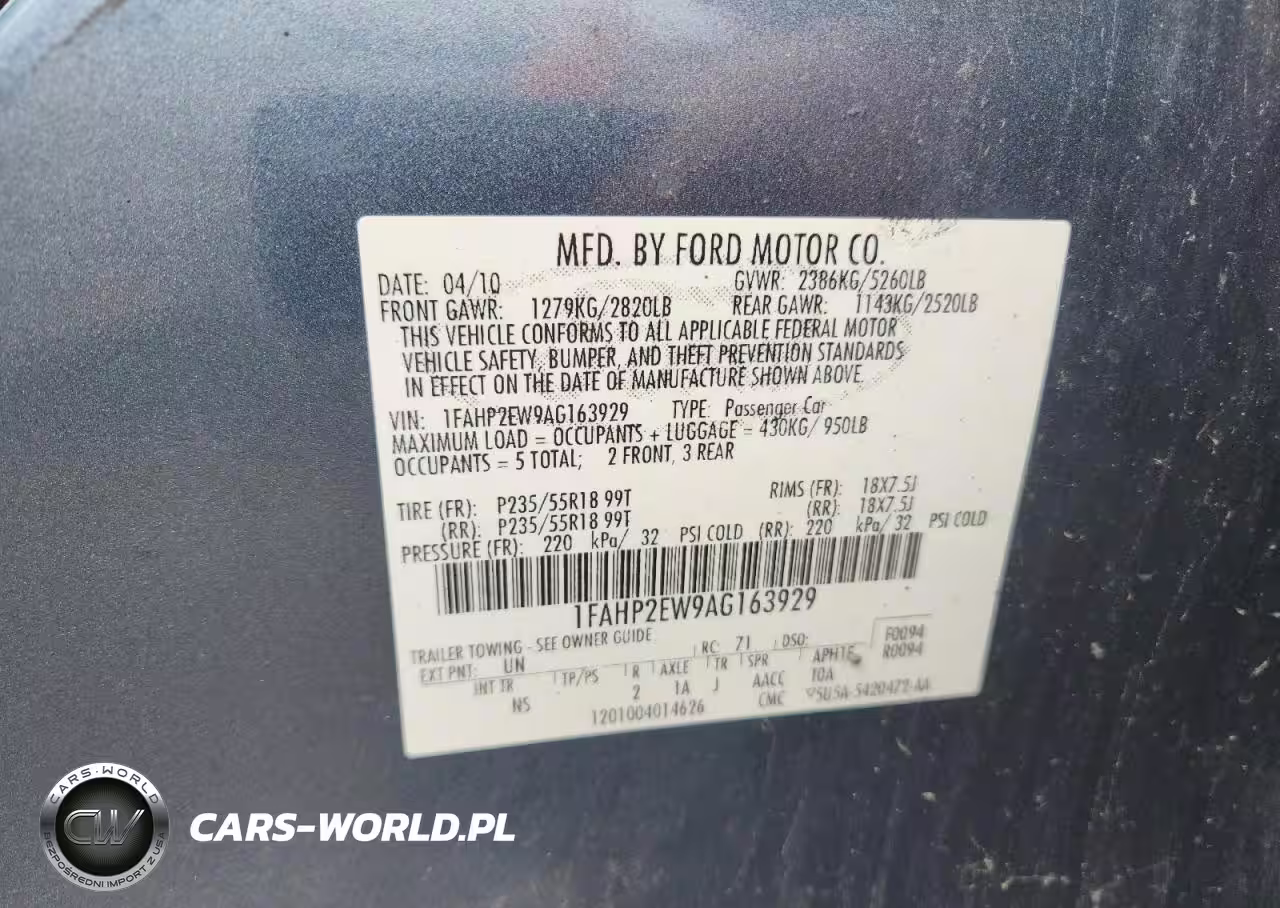 MFD. BY FORD MOTOR CO.
DATE: 04/10 GVWR: 2386KG/5260LB
FRONT GAWR: 1279KG/2820LB REAR GAWR: 1143KG/2520LB
THIS VEHICLE CONFORMS TO ALL APPLICABLE FEDERAL MOTOR
VEHICLE SAFETY, BUMPER, AND THEFT PREVENTION STANDARDS
IN EFFECT ON THE DATE OF MANUFACTURE SHOWN ABOVE.
VIN: 1FAHP2EW9AG163929 TYPE: Passenger Car
MAXIMUM LOAD = OCCUPANTS + LUGGAGE = 430KG/ 950LB
OCCUPANTS = 5 TOTAL; 2 FRONT, 3 REAR
TIRE (FR): P235/55R18 99T RIMS (FR): 18X7.5J
(RR): P235/55R18 99T (RR): 18X7.5J
PRESSURE (FR): 220 kPa/ 32 PSI COLD (RR): 220 kPa/ 32 PSI COLD
1FAHP2EW9AG163929
TRAILER TOWING - SEE OWNER GUIDE
F0094
R0094
EXT PNT: UN RC: 71 DSO:
INT TR TP/PS R AXLE TR SPR
NS 2 1A J AACC 10A
1201004014626 CMC
CARS-WORLD
CW
BEZPOŚREDNI IMPORT Z USA
CARS-WORLD.PL